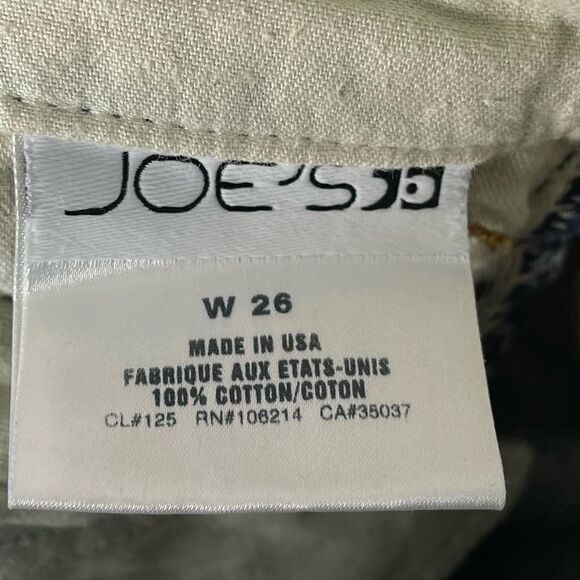 JOE'S
W 26
MADE IN USA
FABRIQUE AUX ETATS-UNIS
100% COTTON/COTON
CL#125 RN#106214 CA#35037